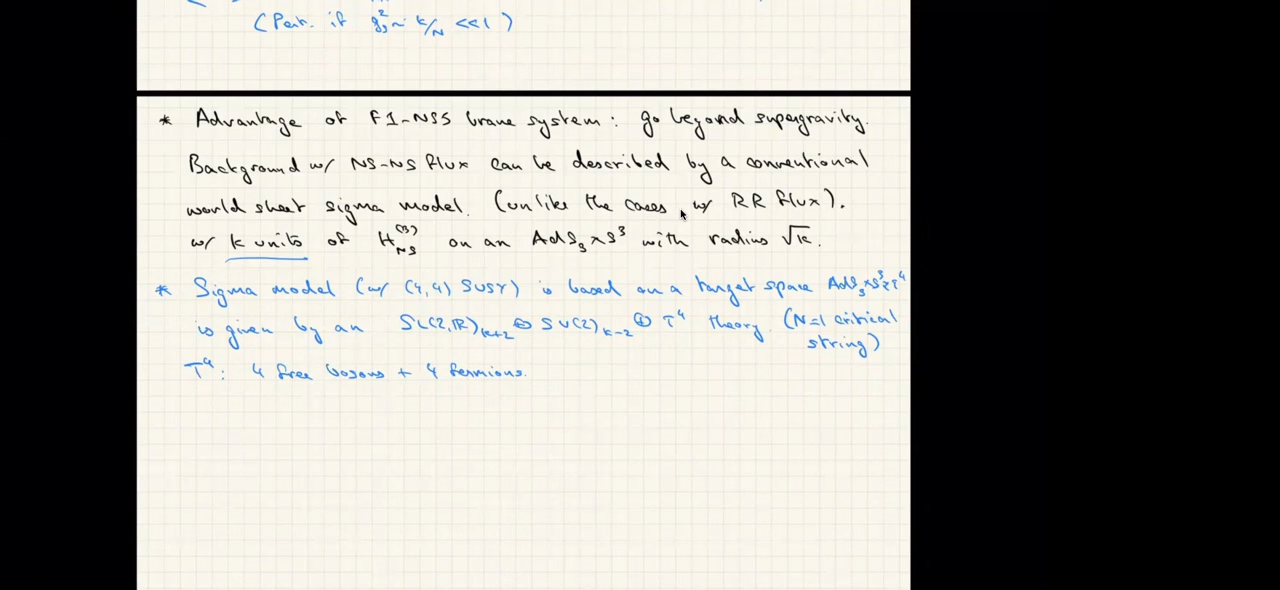 (Pert. if g_s^2 ~ k/N <<1)
* Advantage of F1-NS5 brane system: go beyond supergravity.
Background w/ NS-NS flux can be described by a conventional
world sheet sigma model. (unlike the cases w/ RR flux).
w/ k units of H_{NS}^{(3)} on an AdS_3 x S^3 with radius √k.
* Sigma model (w/ (4,4) SUSY) is based on a target space AdS_3 x S^3 x T^4
is given by an SL(2,R)_{k+2} ⊕ SU(2)_{k-2} ⊕ T^4 theory. (N=1 critical
string)
T^4: 4 free bosons + 4 fermions.